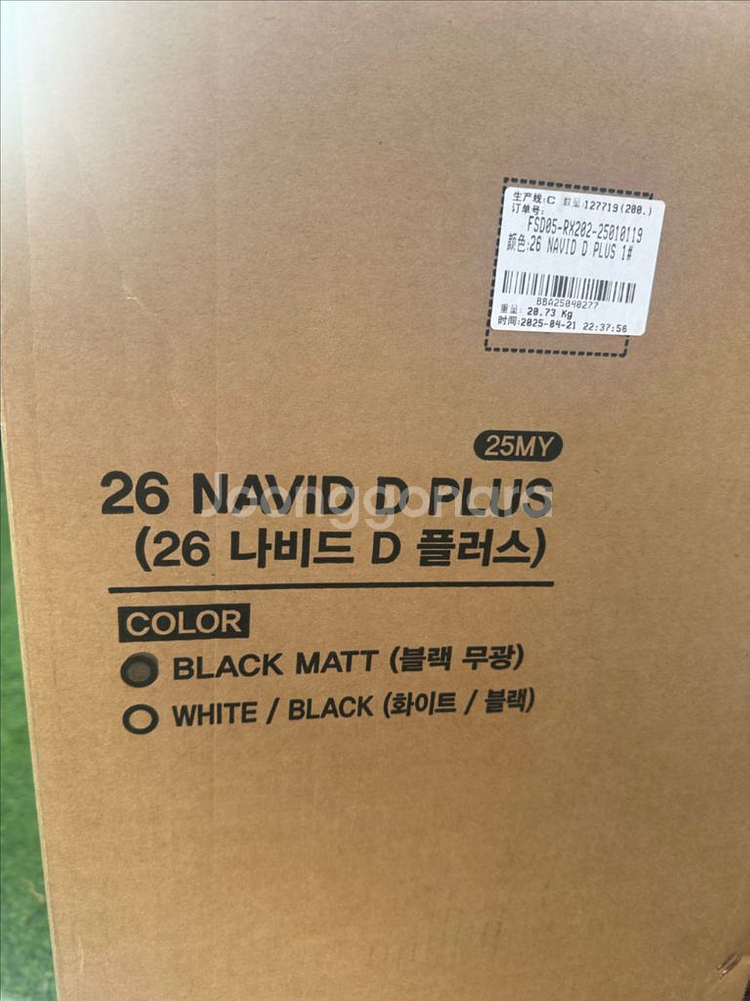 生产线:C 数量:127719(200.)
订单号:
FSD05-RX202-25010119
颜色:26 NAVID D PLUS 1#
BBA25040277
重量: 20.73 Kg
时间:2025-04-21 22:37:56
25MY
26 NAVID D PLUS
Joonggonara
(26 나비드 D 플러스)
COLOR
BLACK MATT (블랙 무광)
WHITE / BLACK (화이트 / 블랙)